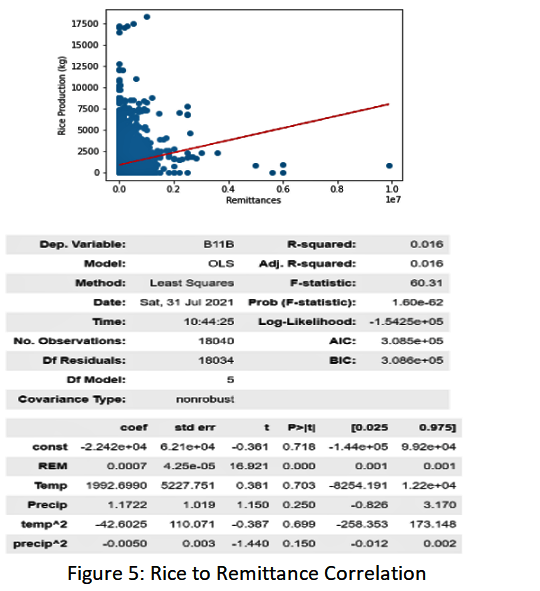 17500
15000
12500
10000
7500
5000
2500
0
Rice Production (kg)
0.0 0.2 0.4 0.6 0.8 1.0
1e7
Remittances
Dep. Variable: B11B R-squared: 0.016
Model: OLS Adj. R-squared: 0.016
Method: Least Squares F-statistic: 60.31
Date: Sat, 31 Jul 2021 Prob (F-statistic): 1.60e-62
Time: 10:44:25 Log-Likelihood: -1.5425e+05
No. Observations: 18040 AIC: 3.085e+05
Df Residuals: 18034 BIC: 3.086e+05
Df Model: 5
Covariance Type: nonrobust
coef std err t P>|t| [0.025 0.975]
const -2.242e+04 6.21e+04 -0.361 0.718 -1.44e+05 9.92e+04
REM 0.0007 4.25e-05 16.921 0.000 0.001 0.001
Temp 1992.6990 5227.751 0.381 0.703 -8254.191 1.22e+04
Precip 1.1722 1.019 1.150 0.250 -0.826 3.170
temp^2 -42.6025 110.071 -0.387 0.699 -258.353 173.148
precip^2 -0.0050 0.003 -1.440 0.150 -0.012 0.002
Figure 5: Rice to Remittance Correlation